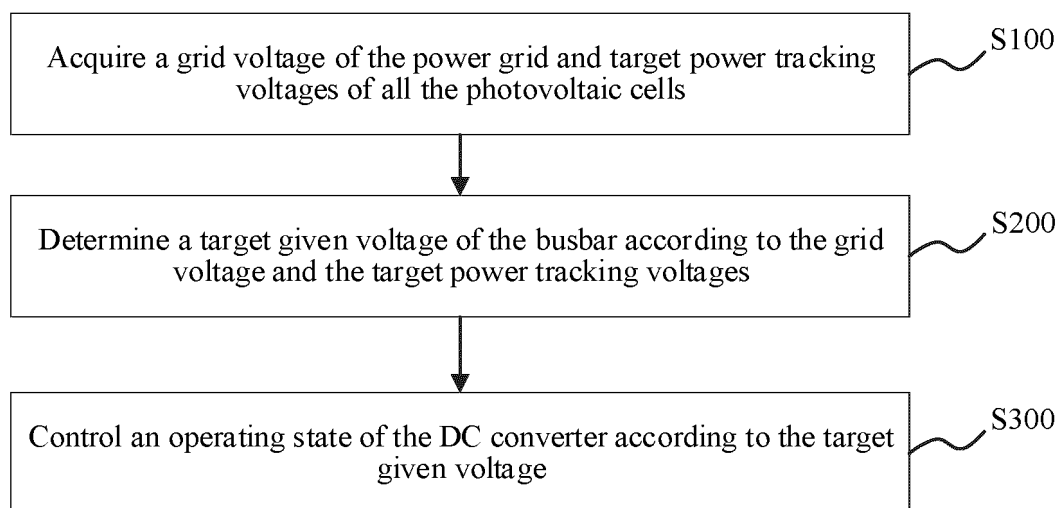 Acquire a grid voltage of the power grid and target power tracking
voltages of all the photovoltaic cells
S100
Determine a target given voltage of the busbar according to the grid
voltage and the target power tracking voltages
S200
Control an operating state of the DC converter according to the target
given voltage
S300